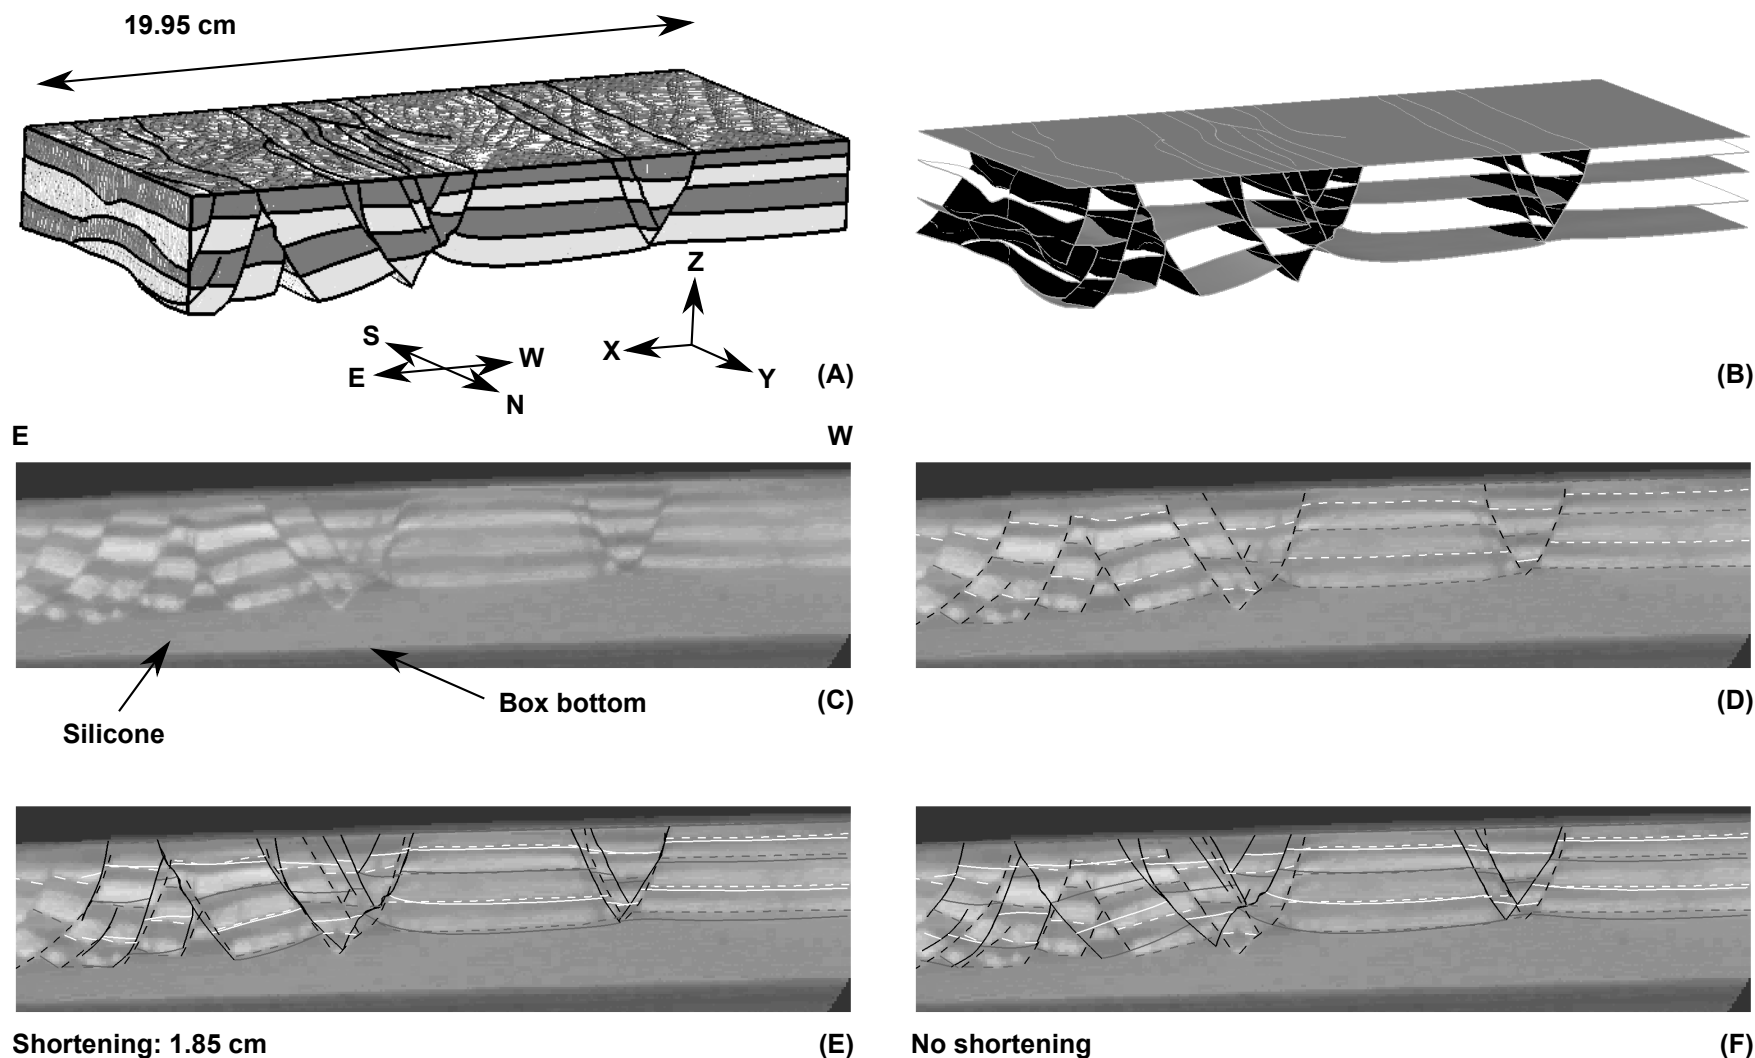 19.95 cm
Z
S
W
X
E
Y
N
(A)
(B)
E
W
Box bottom
Silicone
(C)
(D)
Shortening: 1.85 cm
(E)
No shortening
(F)